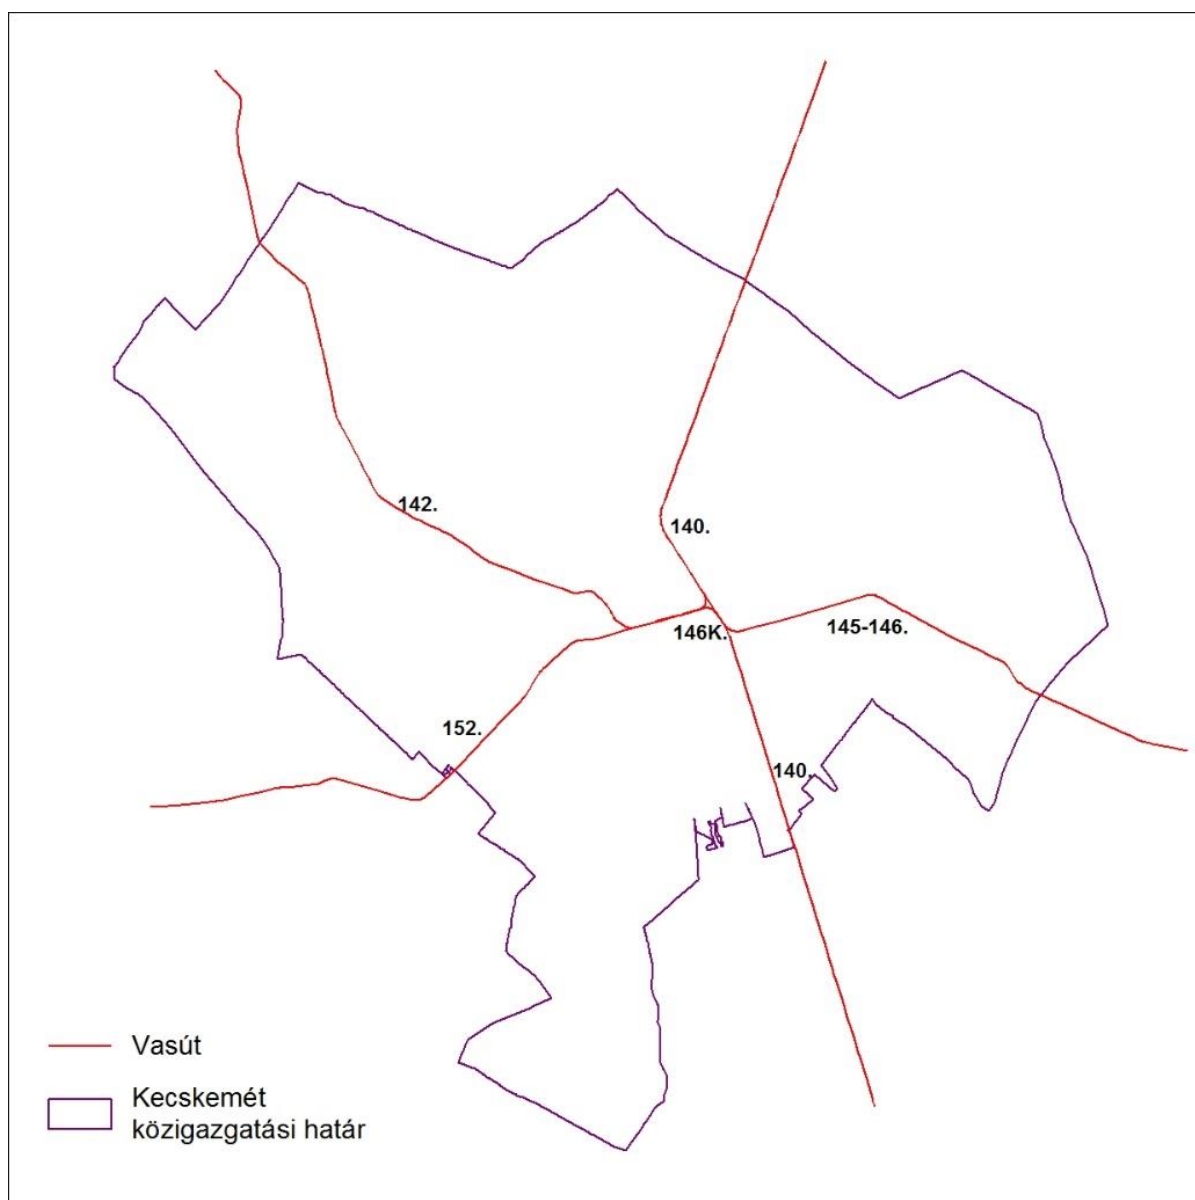 142.
140.
146K.
145-146.
152.
140.
Vasút
Kecskemét
közigazgatási határ